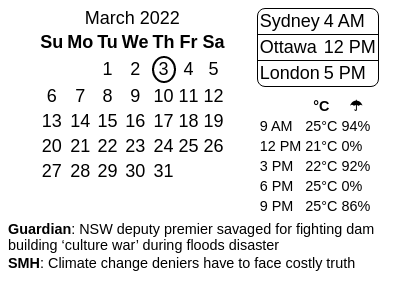 March 2022
Su Mo Tu We Th Fr Sa
1 2 3 4 5
6 7 8 9 10 11 12
13 14 15 16 17 18 19
20 21 22 23 24 25 26
27 28 29 30 31
Sydney 4 AM
Ottawa 12 PM
London 5 PM
°C ☂
9 AM 25°C 94%
12 PM 21°C 0%
3 PM 22°C 92%
6 PM 25°C 0%
9 PM 25°C 86%
Guardian: NSW deputy premier savaged for fighting dam
building ‘culture war’ during floods disaster
SMH: Climate change deniers have to face costly truth